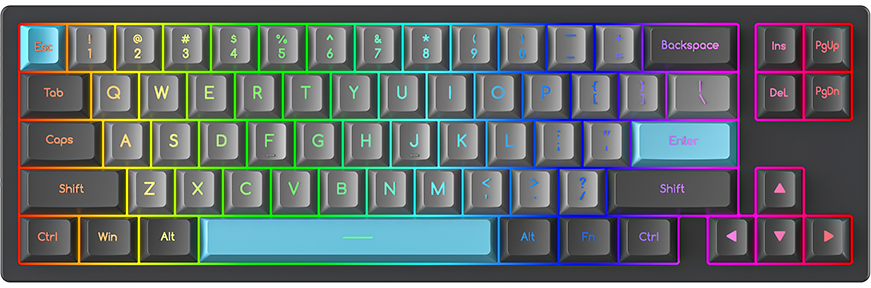 Esc ! 1 @ 2 # 3 $ 4 % 5 ^ 6 & 7 * 8 ( 9 ) 0 _ - + = Backspace Ins PgUp
Tab Q W E R T Y U I O P { [ } ] | \ DeL PgDn
Caps A S D F G H J K L : ; " ' Enter
Shift Z X C V B N M < , > . ? / Shift ▲
Ctrl Win Alt Alt Fn Ctrl ◀ ▼ ▶